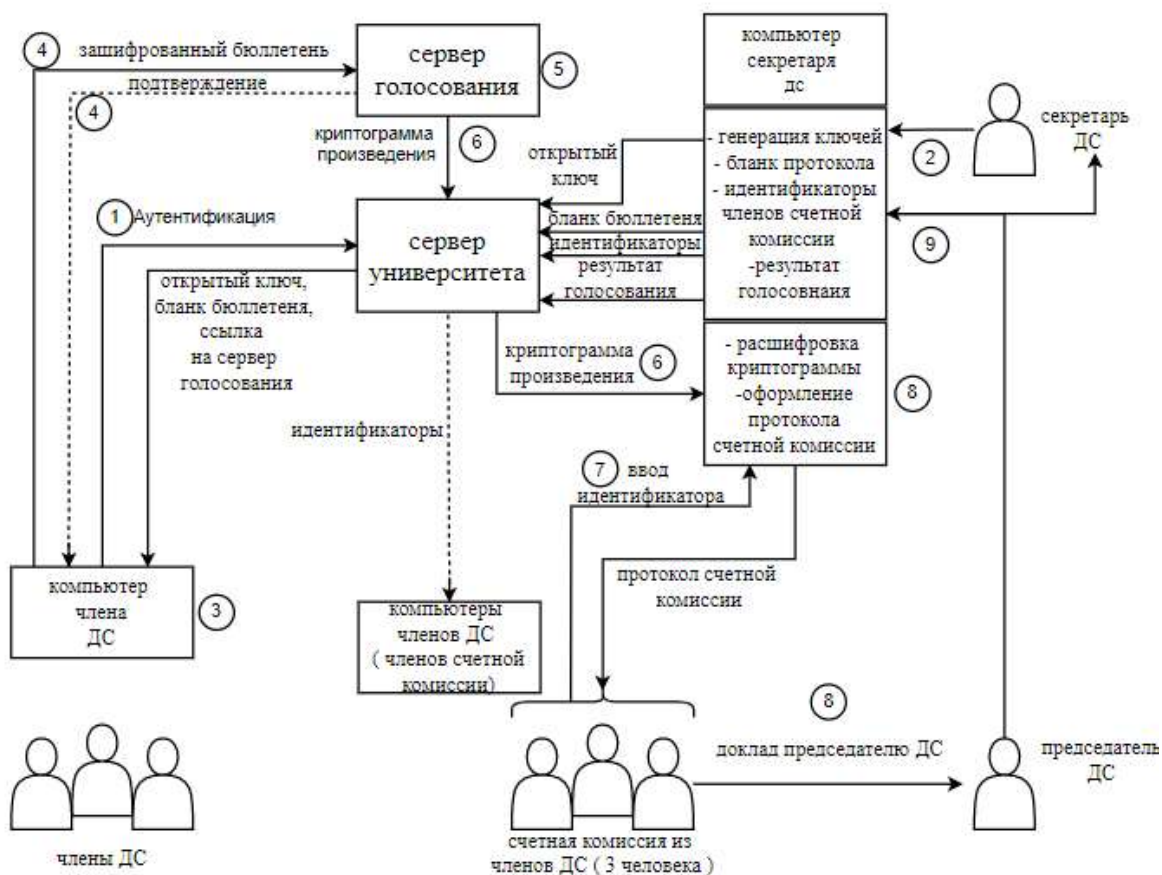 4
зашифрованный бюллетень
подтверждение
4
сервер
голосования
5
криптограмма
произведения
6
компьютер
секретаря
дс
- генерация ключей
- бланк протокола
- идентификаторы
членов счетной
комиссии
-результат
голосовнаия
2
секретарь
ДС
9
открытый
ключ
бланк бюллетеня
идентификаторы
результат
голосования
1
Аутентификация
сервер
университета
открытый ключ,
бланк бюллетеня,
ссылка
на сервер
голосования
криптограмма
произведения
6
- расшифровка
криптограммы
-оформление
протокола
счетной комиссии
8
идентификаторы
7
ввод
идентификатора
протокол счетной
комиссии
компьютер
члена
ДС
3
компьютеры
членов ДС
( членов счетной
комиссии)
8
доклад председателю ДС
председатель
ДС
члены ДС
счетная комиссия из
членов ДС ( 3 человека )